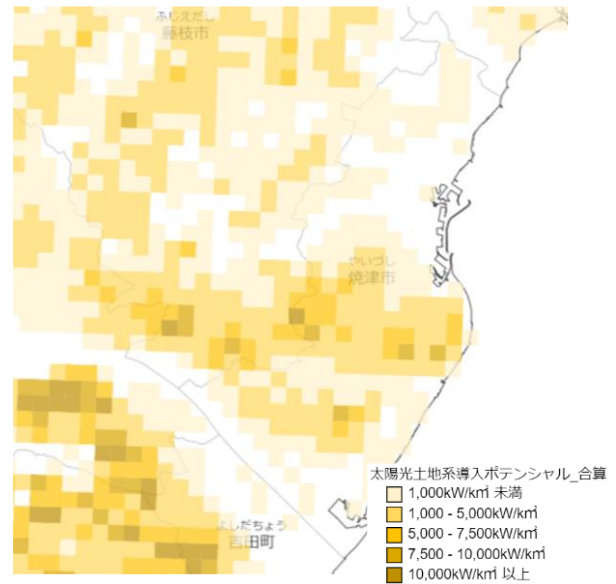 ふじえだし
藤枝市
やいづし
焼津市
よしだちょう
吉田町
太陽光土地系導入ポテンシャル_合算
1,000kW/k㎡ 未満
1,000 - 5,000kW/k㎡
5,000 - 7,500kW/k㎡
7,500 - 10,000kW/k㎡
10,000kW/k㎡ 以上